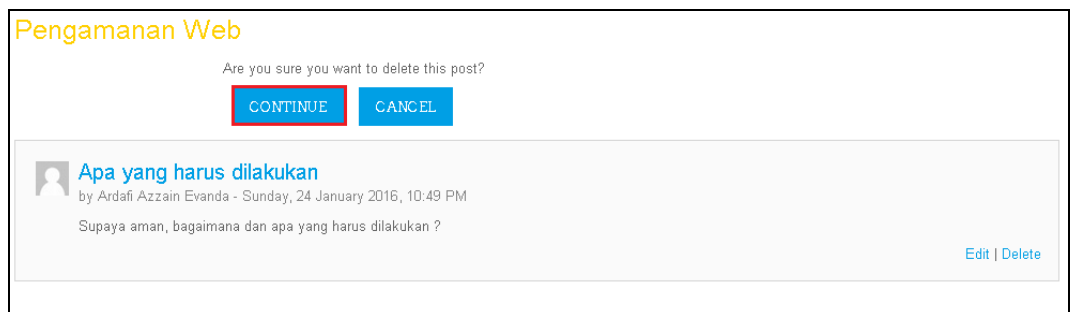 Pengamanan Web
Are you sure you want to delete this post?
CONTINUE CANCEL
Apa yang harus dilakukan
by Ardafi Azzain Evanda - Sunday, 24 January 2016, 10:49 PM
Supaya aman, bagaimana dan apa yang harus dilakukan ?
Edit | Delete